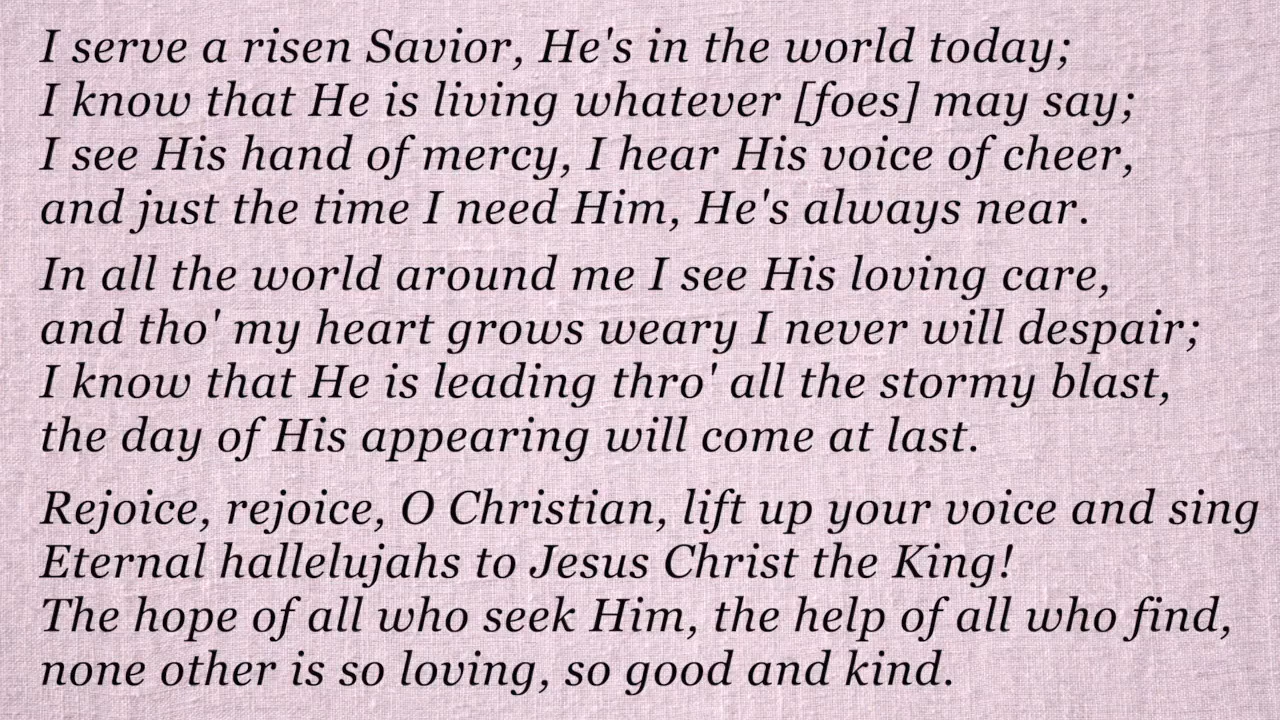 I serve a risen Savior, He's in the world today;
I know that He is living whatever [foes] may say;
I see His hand of mercy, I hear His voice of cheer,
and just the time I need Him, He's always near.
In all the world around me I see His loving care,
and tho' my heart grows weary I never will despair;
I know that He is leading thro' all the stormy blast,
the day of His appearing will come at last.
Rejoice, rejoice, O Christian, lift up your voice and sing
Eternal hallelujahs to Jesus Christ the King!
The hope of all who seek Him, the help of all who find,
none other is so loving, so good and kind.